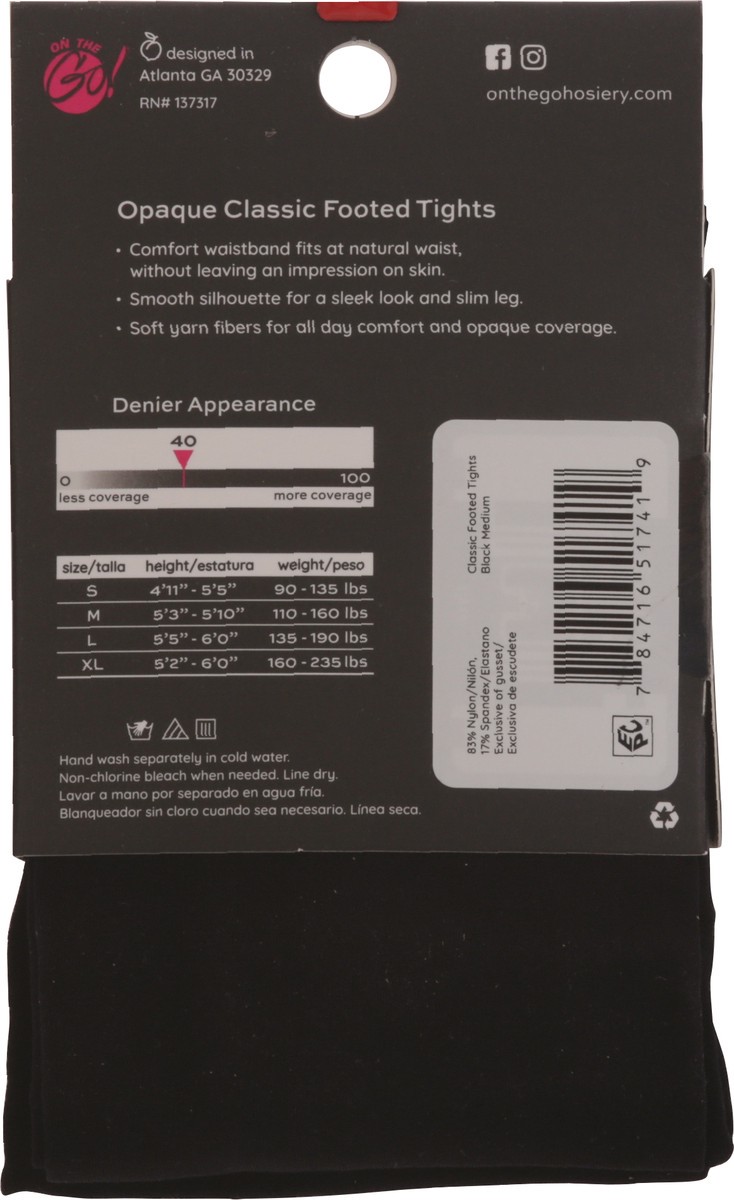 ON THE
Go!
designed in
Atlanta GA 30329
RN# 137317
onthegohosiery.com
Opaque Classic Footed Tights
• Comfort waistband fits at natural waist,
without leaving an impression on skin.
• Smooth silhouette for a sleek look and slim leg.
• Soft yarn fibers for all day comfort and opaque coverage.
Denier Appearance
40
0 100
less coverage more coverage
size/talla height/estatura weight/peso
S 4'11" - 5'5" 90 - 135 lbs
M 5'3" - 5'10" 110 - 160 lbs
L 5'5" - 6'0" 135 - 190 lbs
XL 5'2" - 6'0" 160 - 235 lbs
Hand wash separately in cold water.
Non-chlorine bleach when needed. Line dry.
Lavar a mano por separado en agua fría.
Blanqueador sin cloro cuando sea necesario. Línea seca.
Classic Footed Tights
Black Medium
83% Nylon/Nilón,
17% Spandex/Elastano
Exclusive of gusset/
Exclusiva de escudete
7 84716 51741 9
EPC™